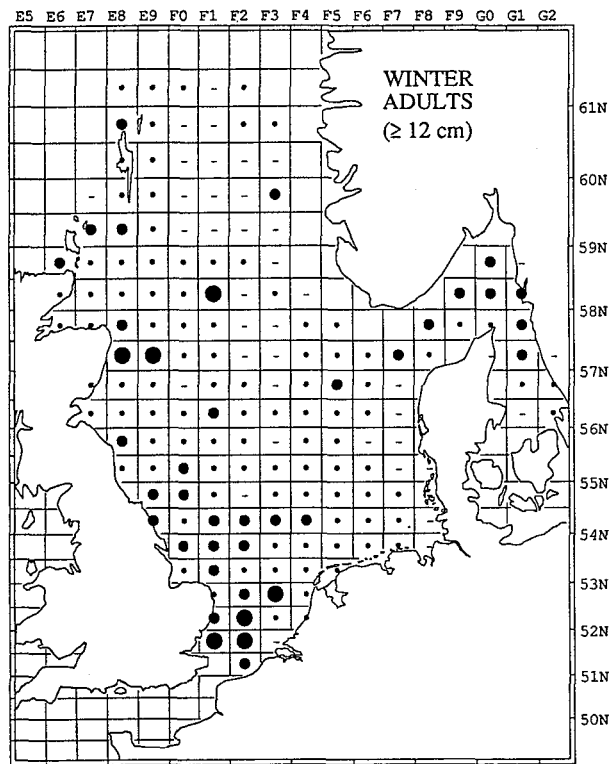 E5 E6 E7 E8 E9 F0 F1 F2 F3 F4 F5 F6 F7 F8 F9 G0 G1 G2
WINTER
ADULTS
(≥ 12 cm)
61N
60N
59N
58N
57N
56N
55N
54N
53N
52N
51N
50N